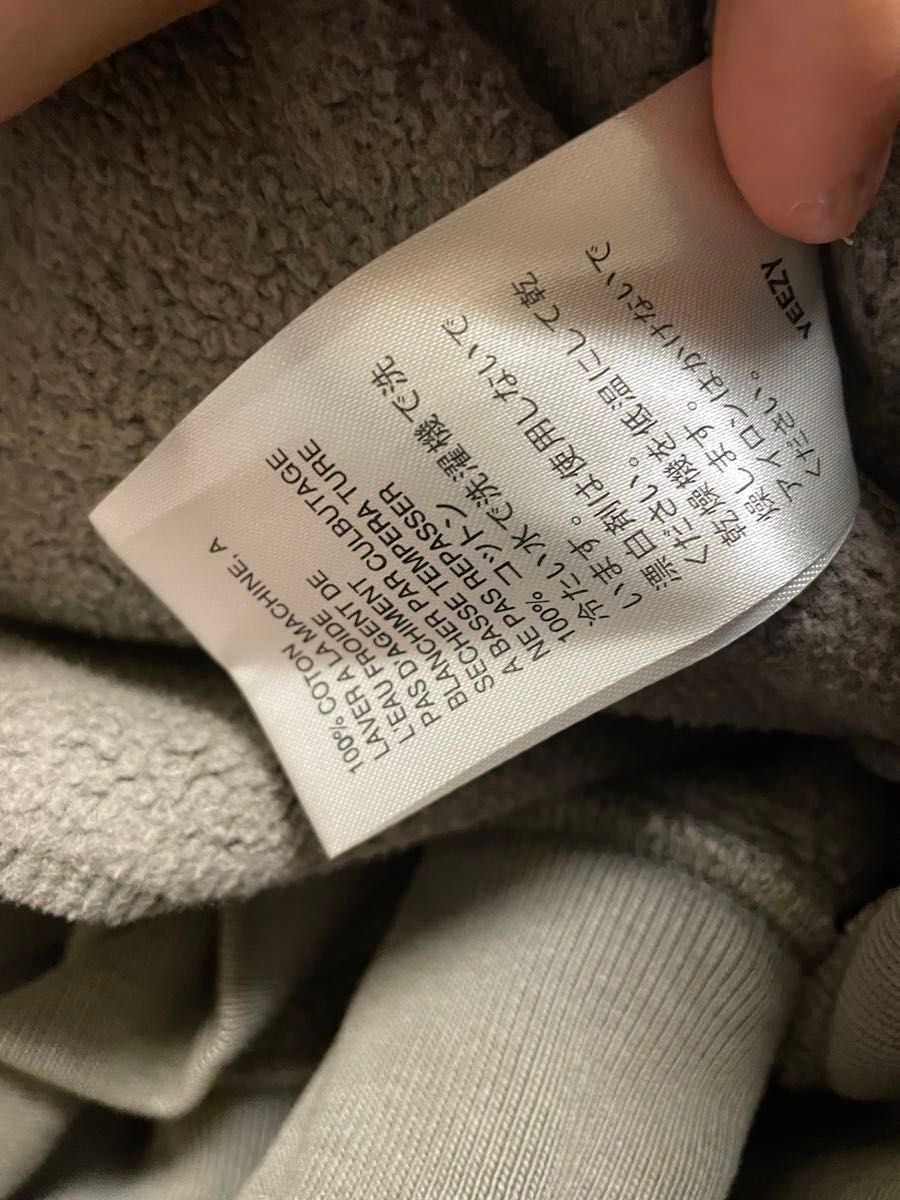 100% COTON
LAVER A LA MACHINE, A
L'EAU FROIDE
PAS D'AGENT DE
BLANCHIMENT
SECHER PAR CULBUTAGE
A BASSE TEMPERA TURE
NE PAS REPASSER
100% コットン
冷たい水で洗濯機で洗
います。
漂白剤は使用しないで
ください。
乾燥機を低温にして乾
燥します。
アイロンはかけないで
ください。
YEEZY